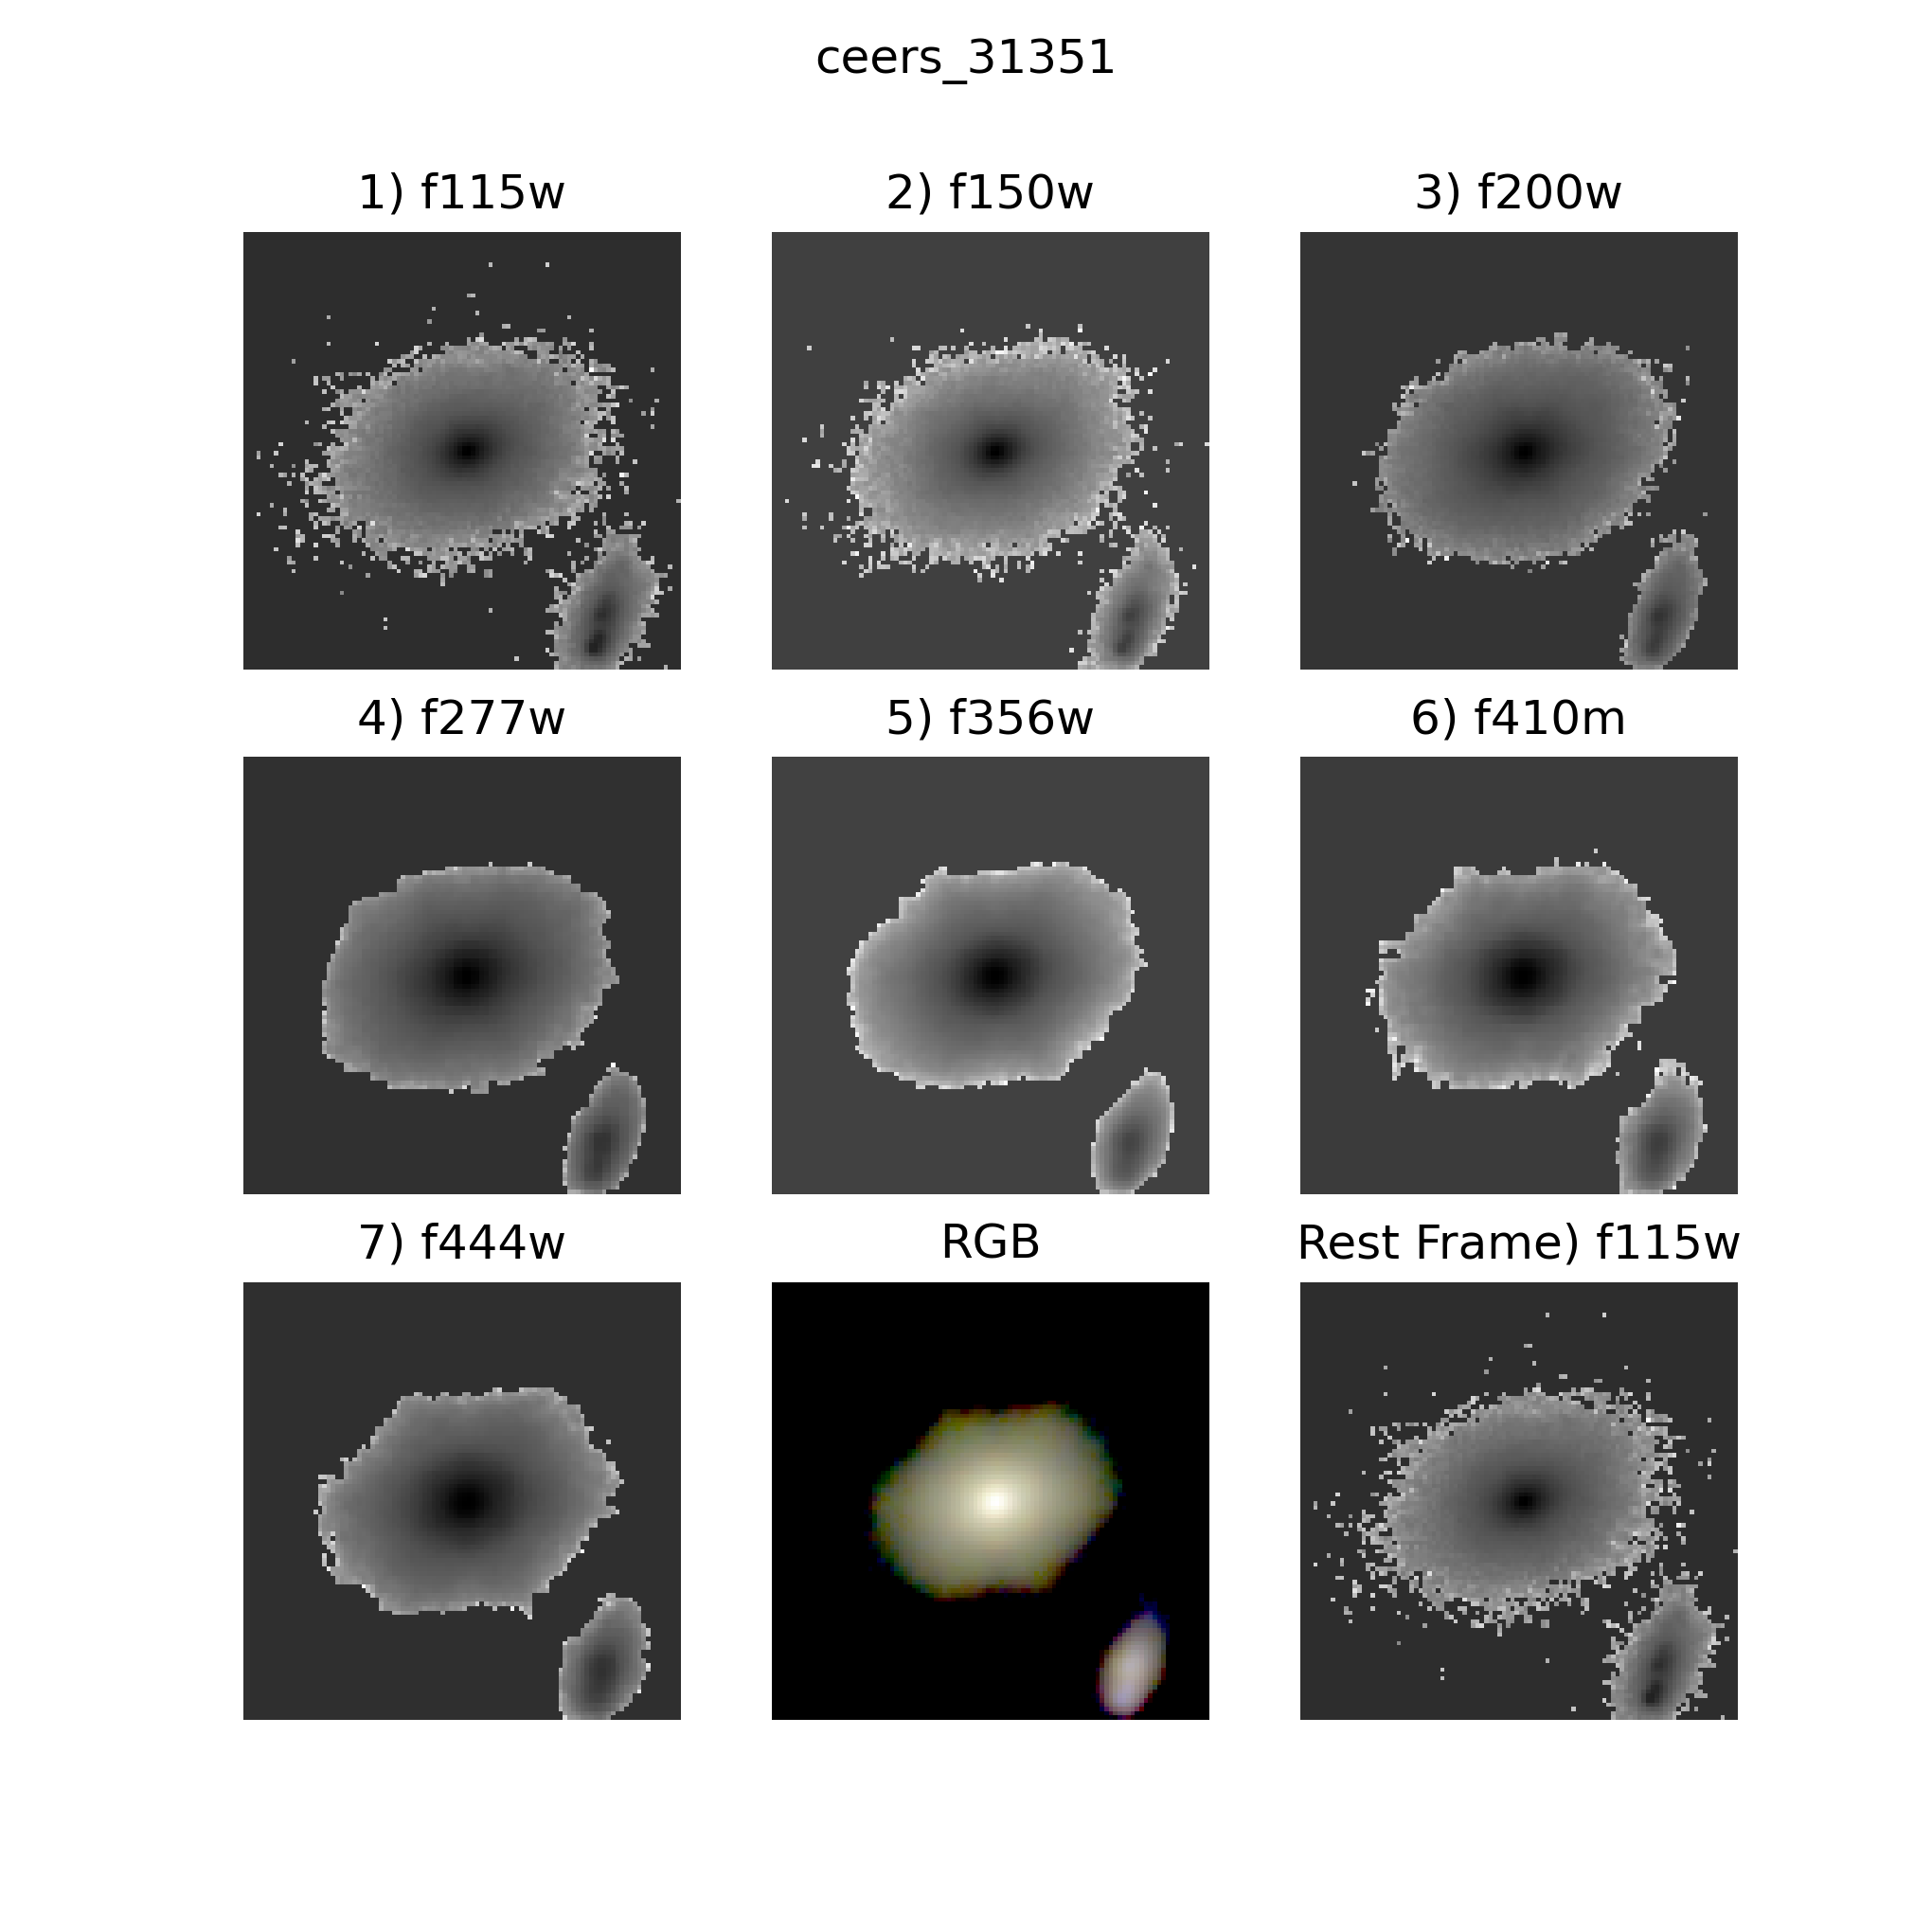 ceers_31351
1) f115w
2) f150w
3) f200w
4) f277w
5) f356w
6) f410m
7) f444w
RGB
Rest Frame) f115w